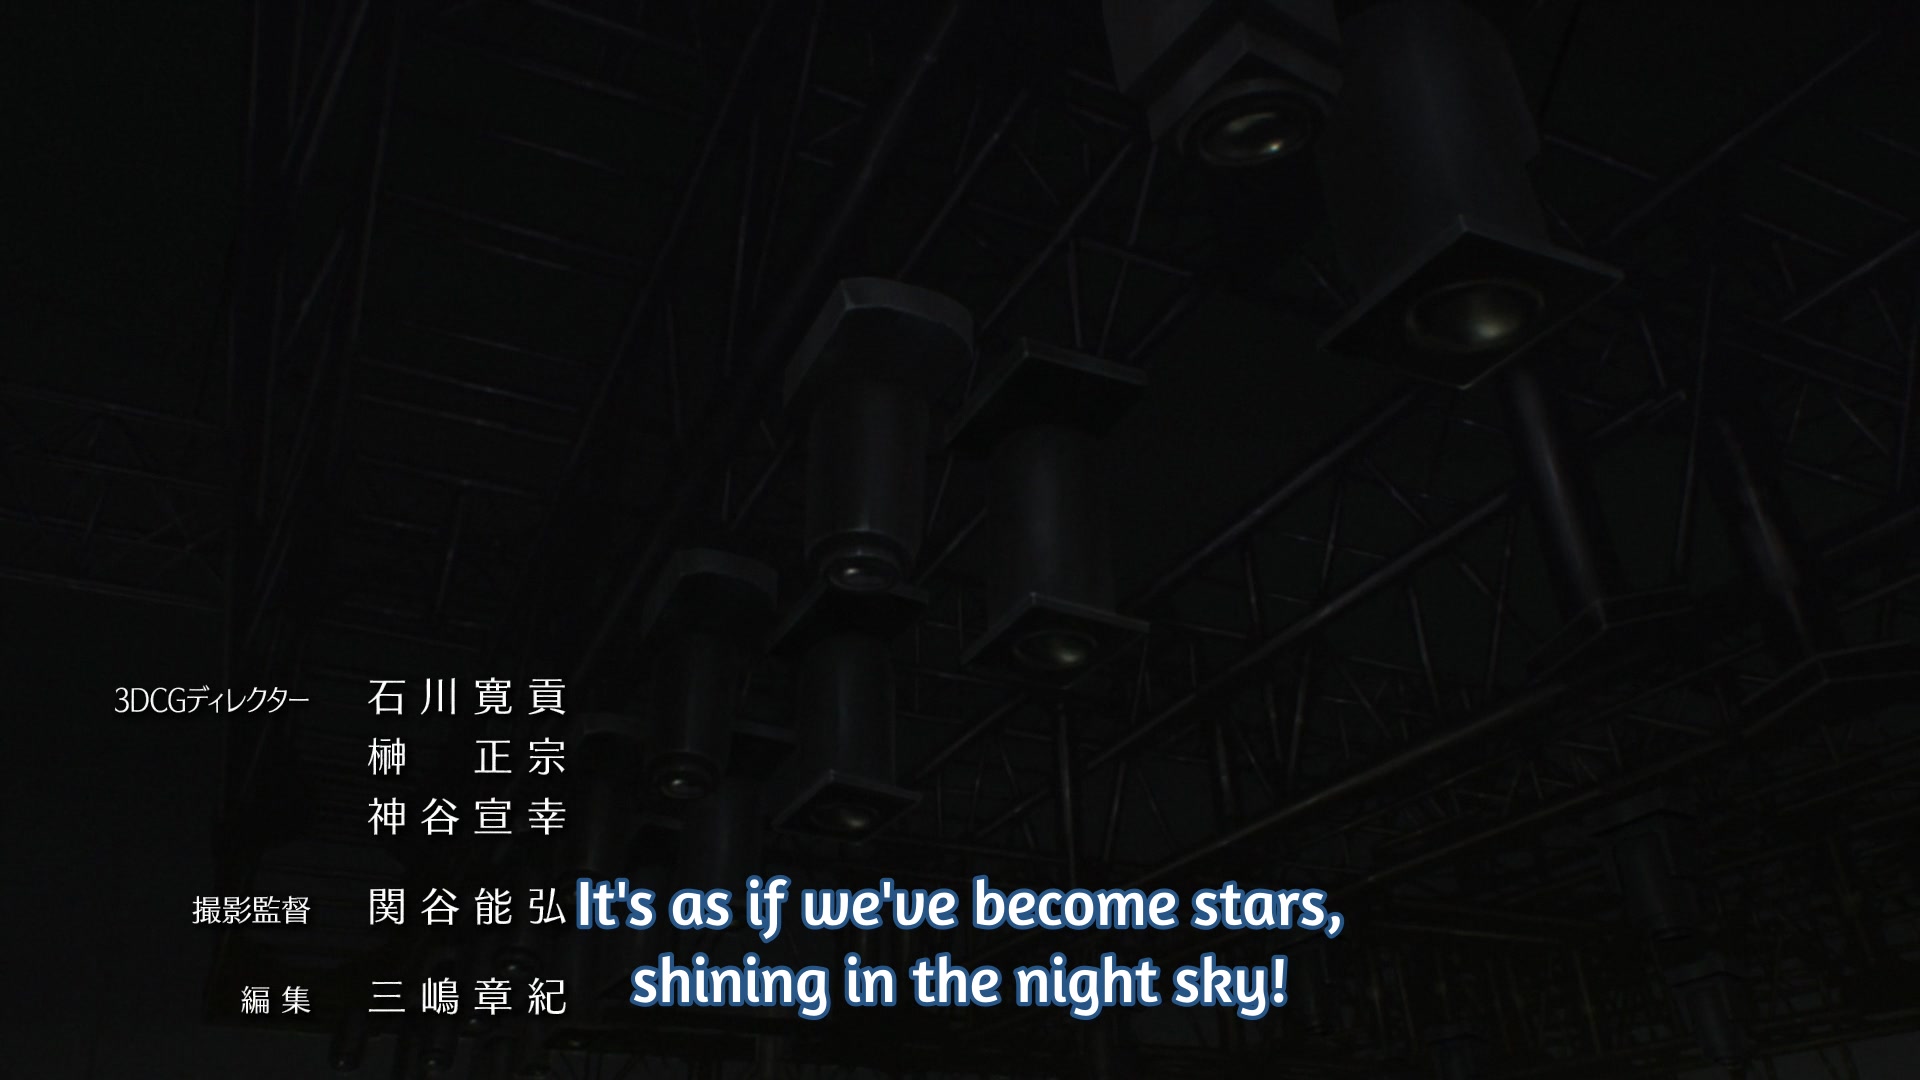 3DCGディレクター 石川寛貢
榊 正宗
神谷宣幸
撮影監督 関谷能弘
It's as if we've become stars,
shining in the night sky!
編集 三嶋章紀